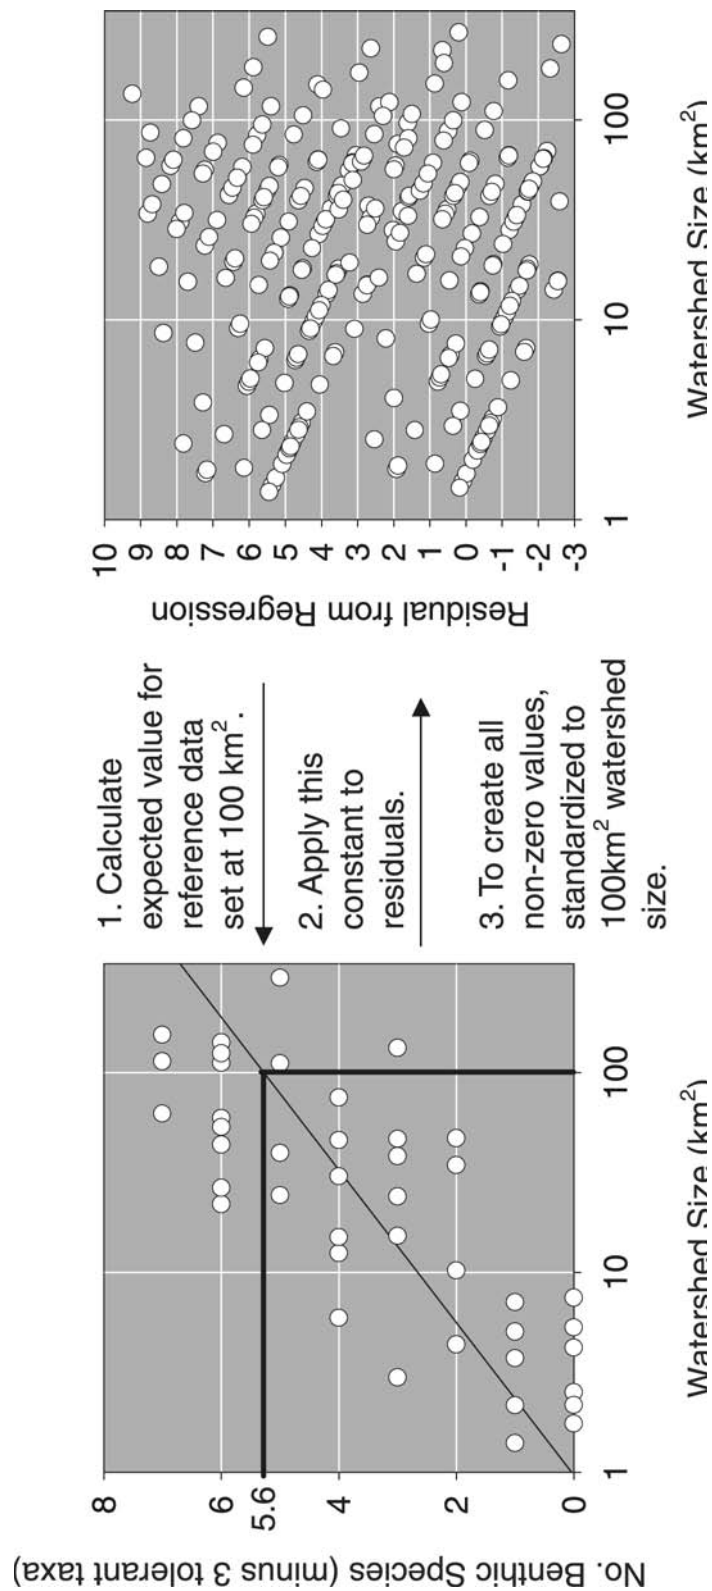 No. Benthic Species (minus 3 tolerant taxa)
8
6
5.6
4
2
0
1
10
100
Watershed Size (km²)
1. Calculate
expected value for
reference data
set at 100 km².
2. Apply this
constant to
residuals.
3. To create all
non-zero values,
standardized to
100km² watershed
size.
Residual from Regression
10
9
8
7
6
5
4
3
2
1
0
-1
-2
-3
1
10
100
Watershed Size (km²)